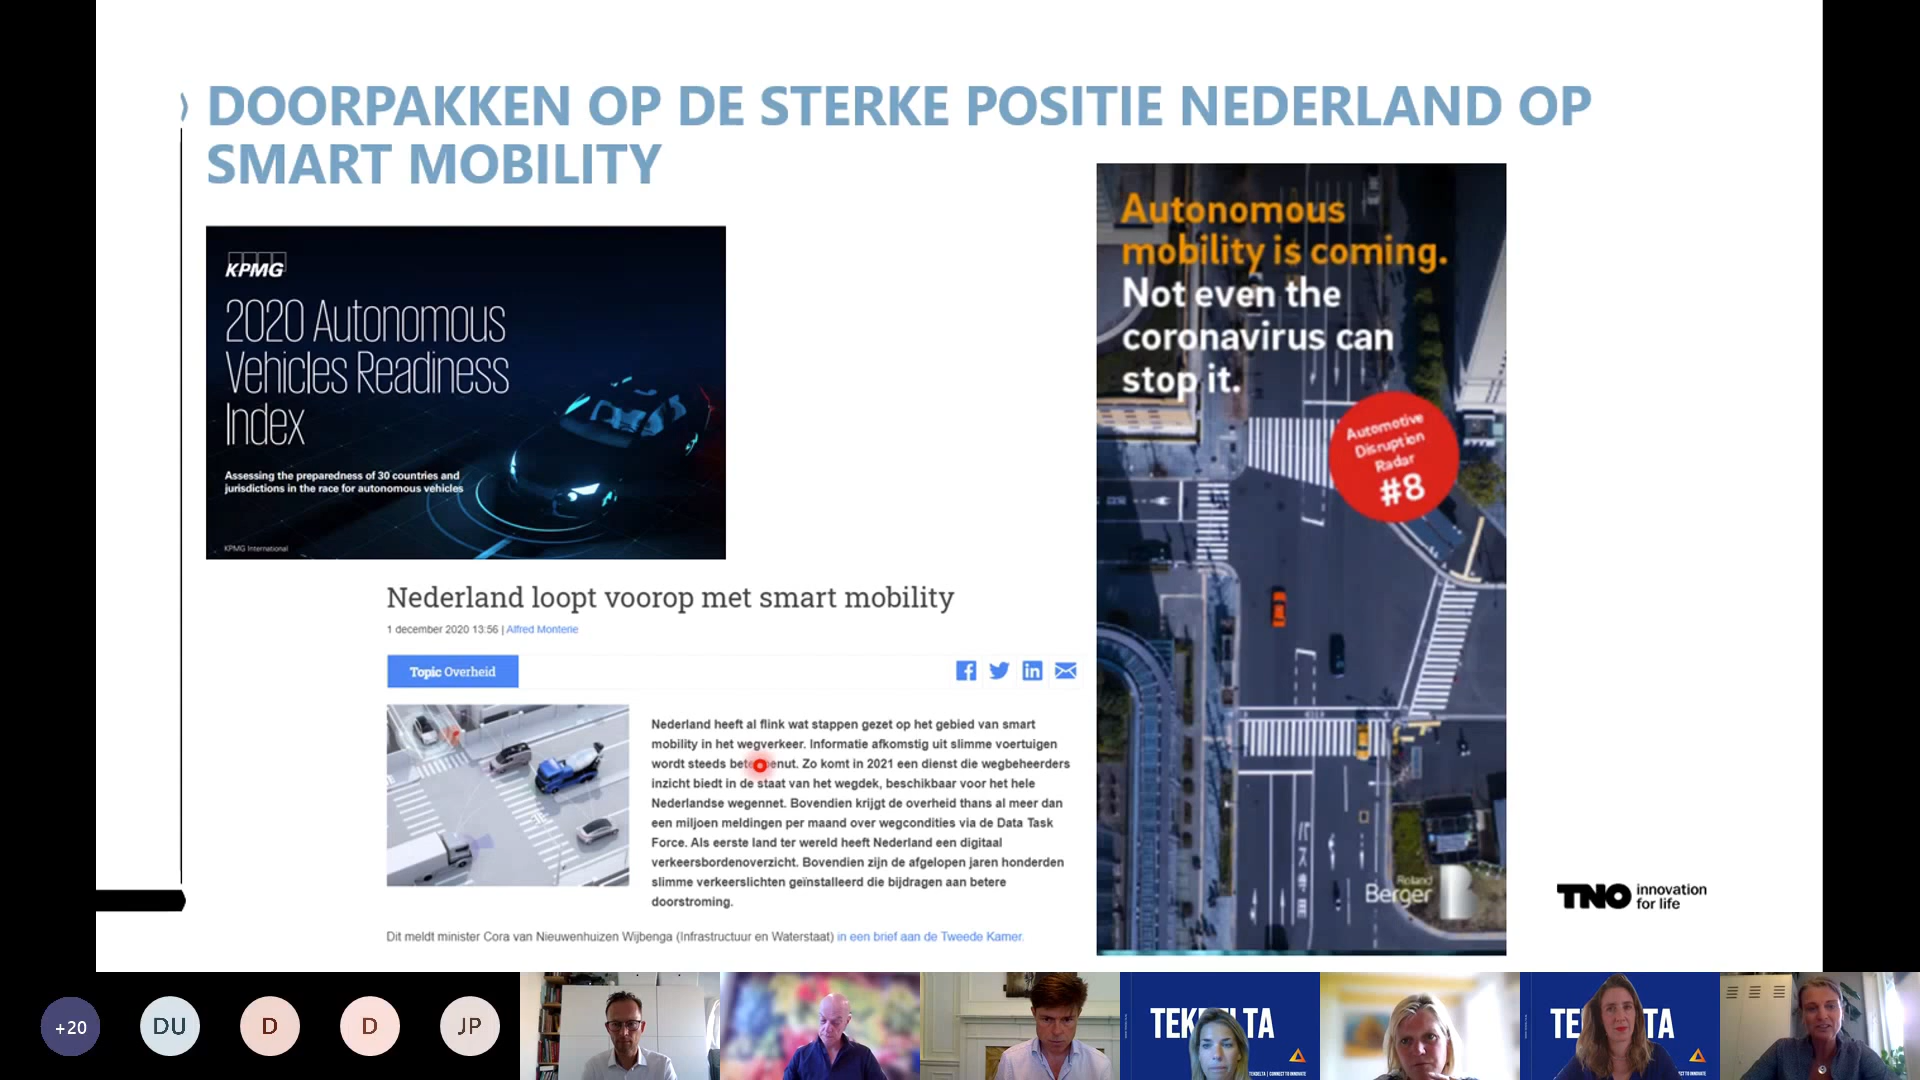 DOORPAKKEN OP DE STERKE POSITIE NEDERLAND OP
SMART MOBILITY
KPMG
2020 Autonomous
Vehicles Readiness
Index
Assessing the preparedness of 30 countries and
jurisdictions in the race for autonomous vehicles
KPMG International
Autonomous
mobility is coming.
Not even the
coronavirus can
stop it.
Automotive
Disruption
Radar
#8
Roland
Berger
B
Nederland loopt voorop met smart mobility
1 december 2020 13:56 | Alfred Monterie
Topic Overheid
Nederland heeft al flink wat stappen gezet op het gebied van smart
mobility in het wegverkeer. Informatie afkomstig uit slimme voertuigen
wordt steeds beter benut. Zo komt in 2021 een dienst die wegbeheerders
inzicht biedt in de staat van het wegdek, beschikbaar voor het hele
Nederlandse wegennet. Bovendien krijgt de overheid thans al meer dan
een miljoen meldingen per maand over wegcondities via de Data Task
Force. Als eerste land ter wereld heeft Nederland een digitaal
verkeersbordenoverzicht. Bovendien zijn de afgelopen jaren honderden
slimme verkeerslichten geïnstalleerd die bijdragen aan betere
doorstroming.
Dit meldt minister Cora van Nieuwenhuizen Wijbenga (Infrastructuur en Waterstaat) in een brief aan de Tweede Kamer.
TNO innovation
for life
+20
DU
D
D
JP
TEKDELTA
TEKDELTA | CONNECT TO INNOVATE
TE TA